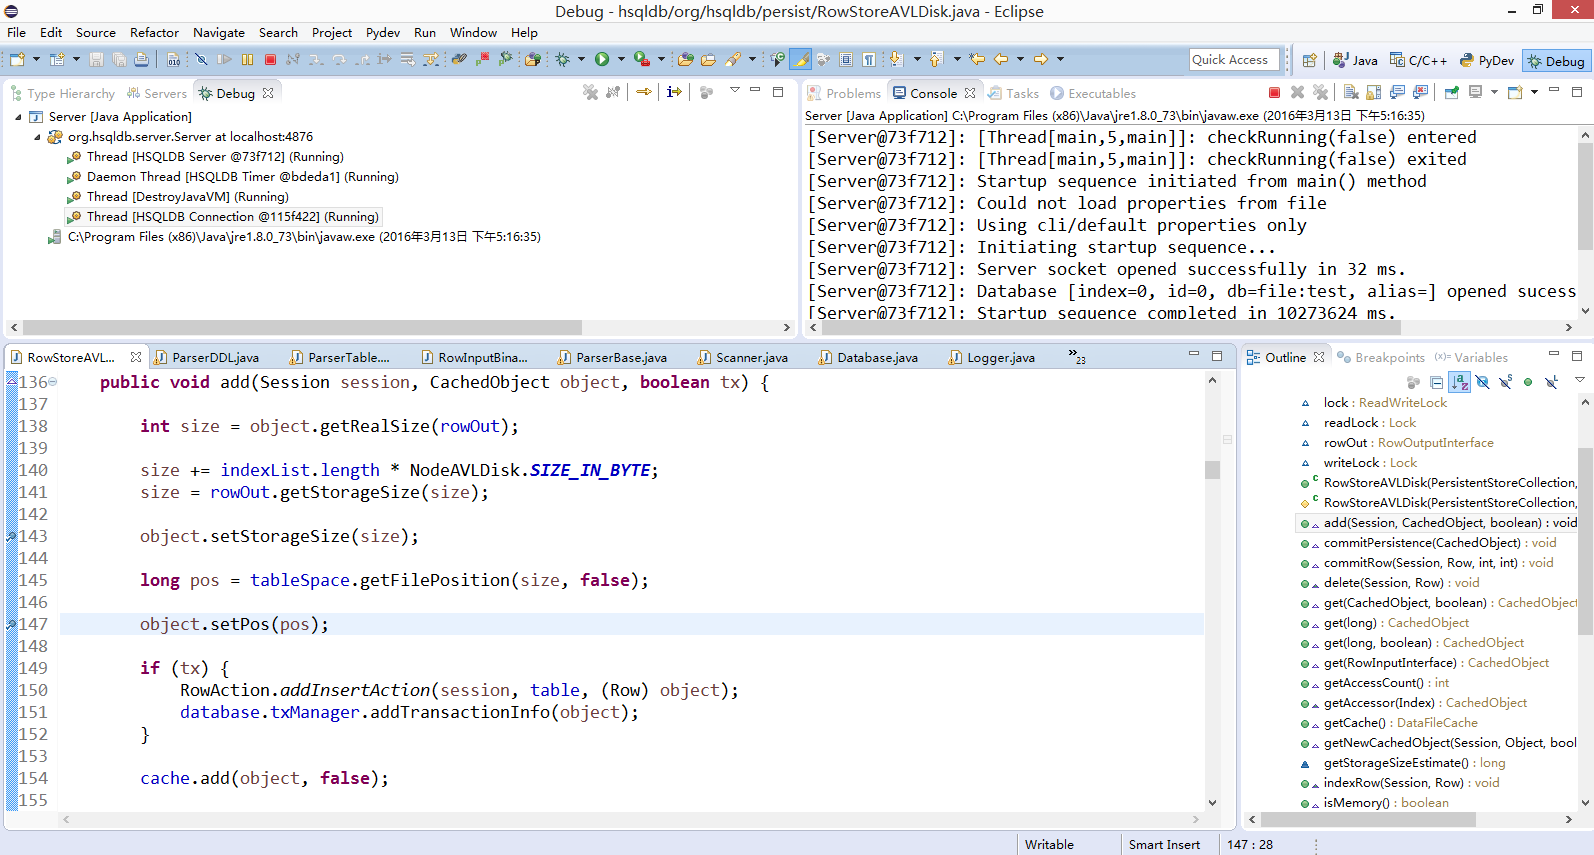 Debug - hsqldb/org/hsqldb/persist/RowStoreAVLDisk.java - Eclipse
File Edit Source Refactor Navigate Search Project Pydev Run Window Help
Quick Access
Java
C/C++
PyDev
Debug
Type Hierarchy
Servers
Debug
Server [Java Application]
org.hsqldb.server.Server at localhost:4876
Thread [HSQLDB Server @73f712] (Running)
Daemon Thread [HSQLDB Timer @bdeda1] (Running)
Thread [DestroyJavaVM] (Running)
Thread [HSQLDB Connection @115f422] (Running)
C:\Program Files (x86)\Java\jre1.8.0_73\bin\javaw.exe (2016年3月13日 下午5:16:35)
Problems
Console
Tasks
Executables
Server [Java Application] C:\Program Files (x86)\Java\jre1.8.0_73\bin\javaw.exe (2016年3月13日 下午5:16:35)
[Server@73f712]: [Thread[main,5,main]]: checkRunning(false) entered
[Server@73f712]: [Thread[main,5,main]]: checkRunning(false) exited
[Server@73f712]: Startup sequence initiated from main() method
[Server@73f712]: Could not load properties from file
[Server@73f712]: Using cli/default properties only
[Server@73f712]: Initiating startup sequence...
[Server@73f712]: Server socket opened successfully in 32 ms.
[Server@73f712]: Database [index=0, id=0, db=file:test, alias=] opened sucess
[Server@73f712]: Startup sequence completed in 10273624 ms.
RowStoreAVL...
ParserDDL.java
ParserTable....
RowInputBina...
ParserBase.java
Scanner.java
Database.java
Logger.java
»23
136 public void add(Session session, CachedObject object, boolean tx) {
137
138 int size = object.getRealSize(rowOut);
139
140 size += indexList.length * NodeAVLDisk.SIZE_IN_BYTE;
141 size = rowOut.getStorageSize(size);
142
143 object.setStorageSize(size);
144
145 long pos = tableSpace.getFilePosition(size, false);
146
147 object.setPos(pos);
148
149 if (tx) {
150 RowAction.addInsertAction(session, table, (Row) object);
151 database.txManager.addTransactionInfo(object);
152 }
153
154 cache.add(object, false);
155
Outline
Breakpoints
(x)= Variables
lock : ReadWriteLock
readLock : Lock
rowOut : RowOutputInterface
writeLock : Lock
RowStoreAVLDisk(PersistentStoreCollection,
RowStoreAVLDisk(PersistentStoreCollection,
add(Session, CachedObject, boolean) : void
commitPersistence(CachedObject) : void
commitRow(Session, Row, int, int) : void
delete(Session, Row) : void
get(CachedObject, boolean) : CachedObject
get(long) : CachedObject
get(long, boolean) : CachedObject
get(RowInputInterface) : CachedObject
getAccessCount() : int
getAccessor(Index) : CachedObject
getCache() : DataFileCache
getNewCachedObject(Session, Object, bool
getStorageSizeEstimate() : long
indexRow(Session, Row) : void
isMemory() : boolean
Writable
Smart Insert
147 : 28